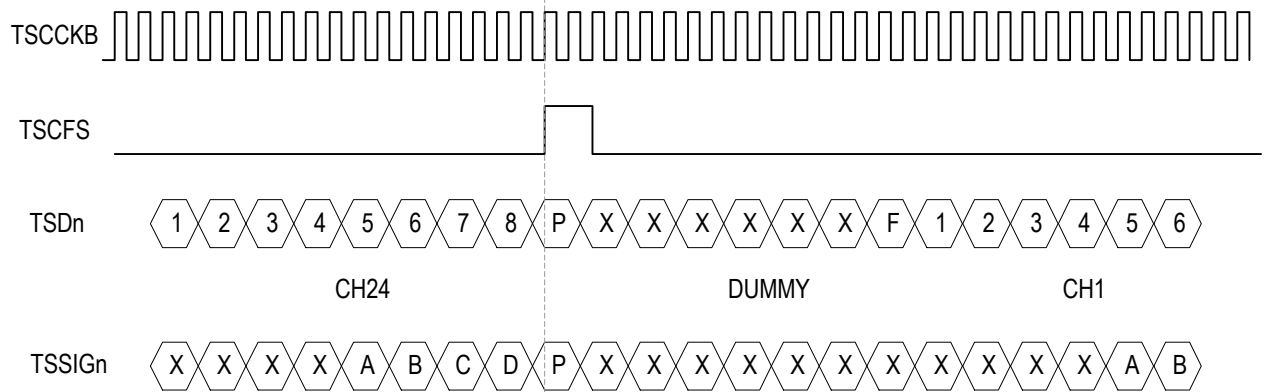 TSCCKB
TSCFS
TSDn 1 2 3 4 5 6 7 8 P X X X X X X F 1 2 3 4 5 6
CH24 DUMMY CH1
TSSIGn X X X X A B C D P X X X X X X X X X X X A B